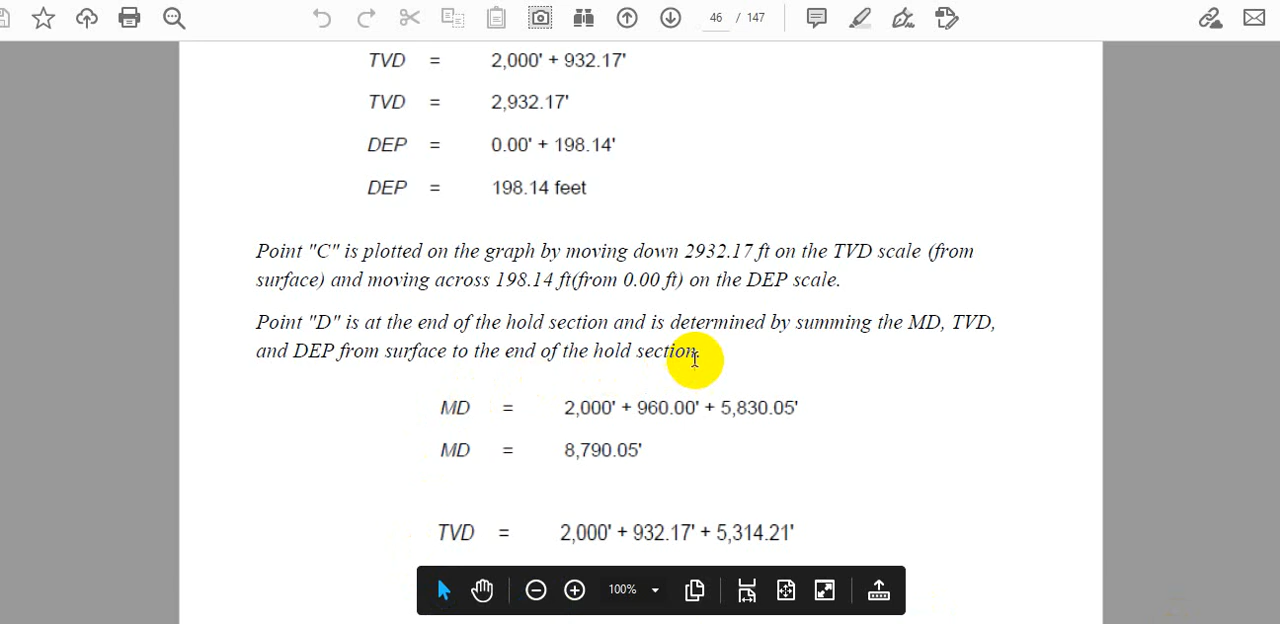 46 / 147
TVD = 2,000' + 932.17'
TVD = 2,932.17'
DEP = 0.00' + 198.14'
DEP = 198.14 feet
Point "C" is plotted on the graph by moving down 2932.17 ft on the TVD scale (from
surface) and moving across 198.14 ft(from 0.00 ft) on the DEP scale.
Point "D" is at the end of the hold section and is determined by summing the MD, TVD,
and DEP from surface to the end of the hold section.
MD = 2,000' + 960.00' + 5,830.05'
MD = 8,790.05'
TVD = 2,000' + 932.17' + 5,314.21'
100%